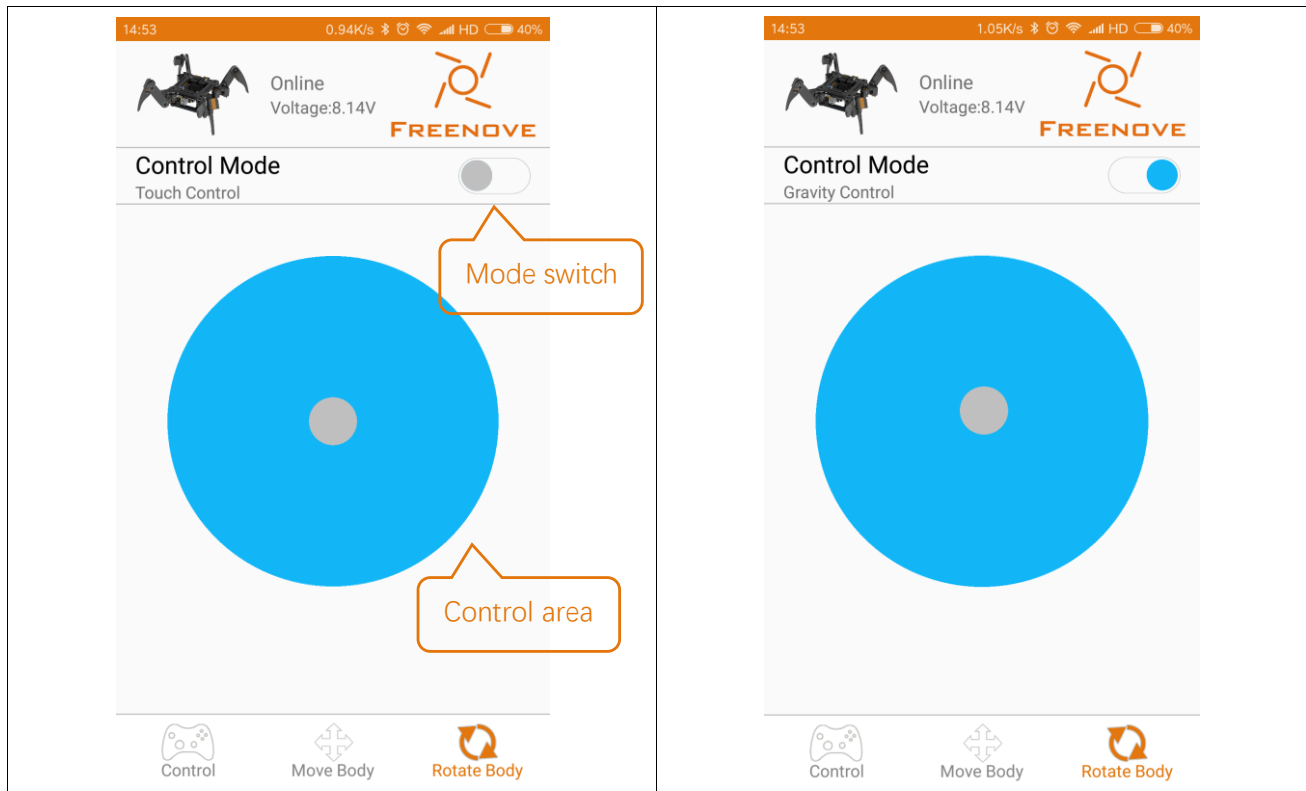 14:53 0.94K/s HD 40%
Online
Voltage:8.14V
FREENOVE
Control Mode
Touch Control
Mode switch
Control area
Control Move Body Rotate Body
14:53 1.05K/s HD 40%
Online
Voltage:8.14V
FREENOVE
Control Mode
Gravity Control
Control Move Body Rotate Body